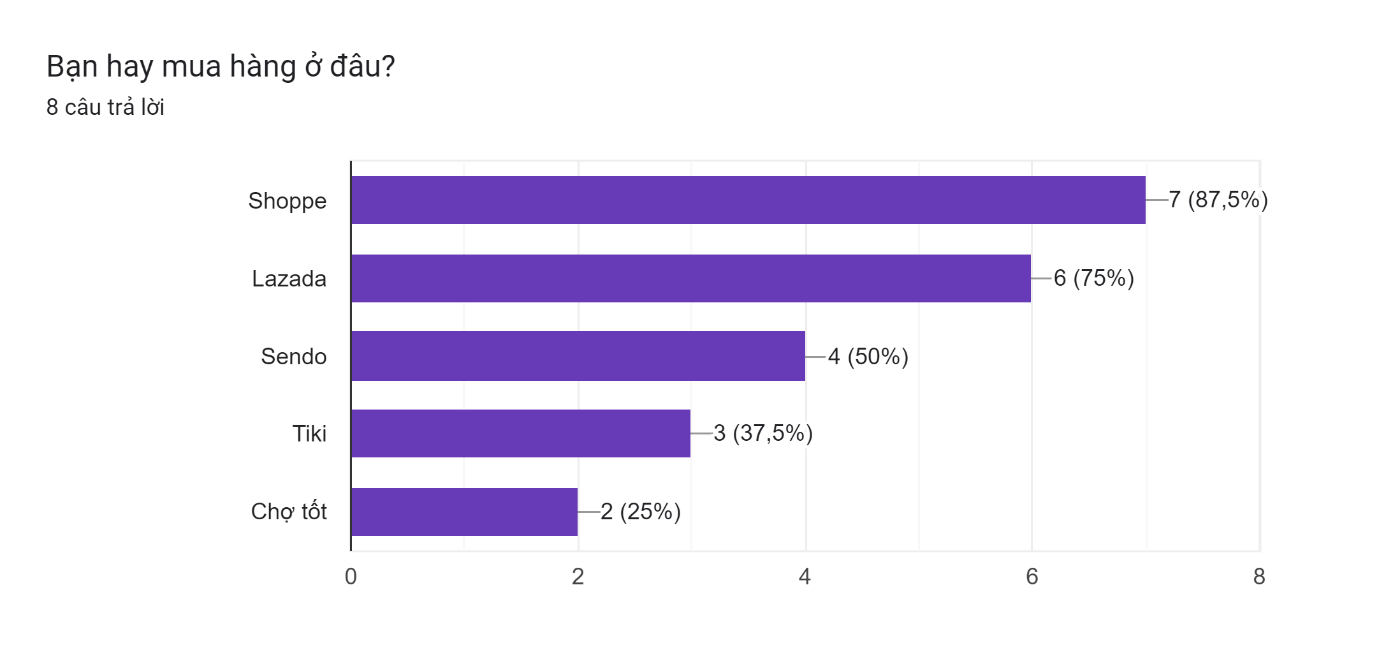 Bạn hay mua hàng ở đâu?
8 câu trả lời
Shoppe
7 (87,5%)
Lazada
6 (75%)
Sendo
4 (50%)
Tiki
3 (37,5%)
Chợ tốt
2 (25%)
0 2 4 6 8